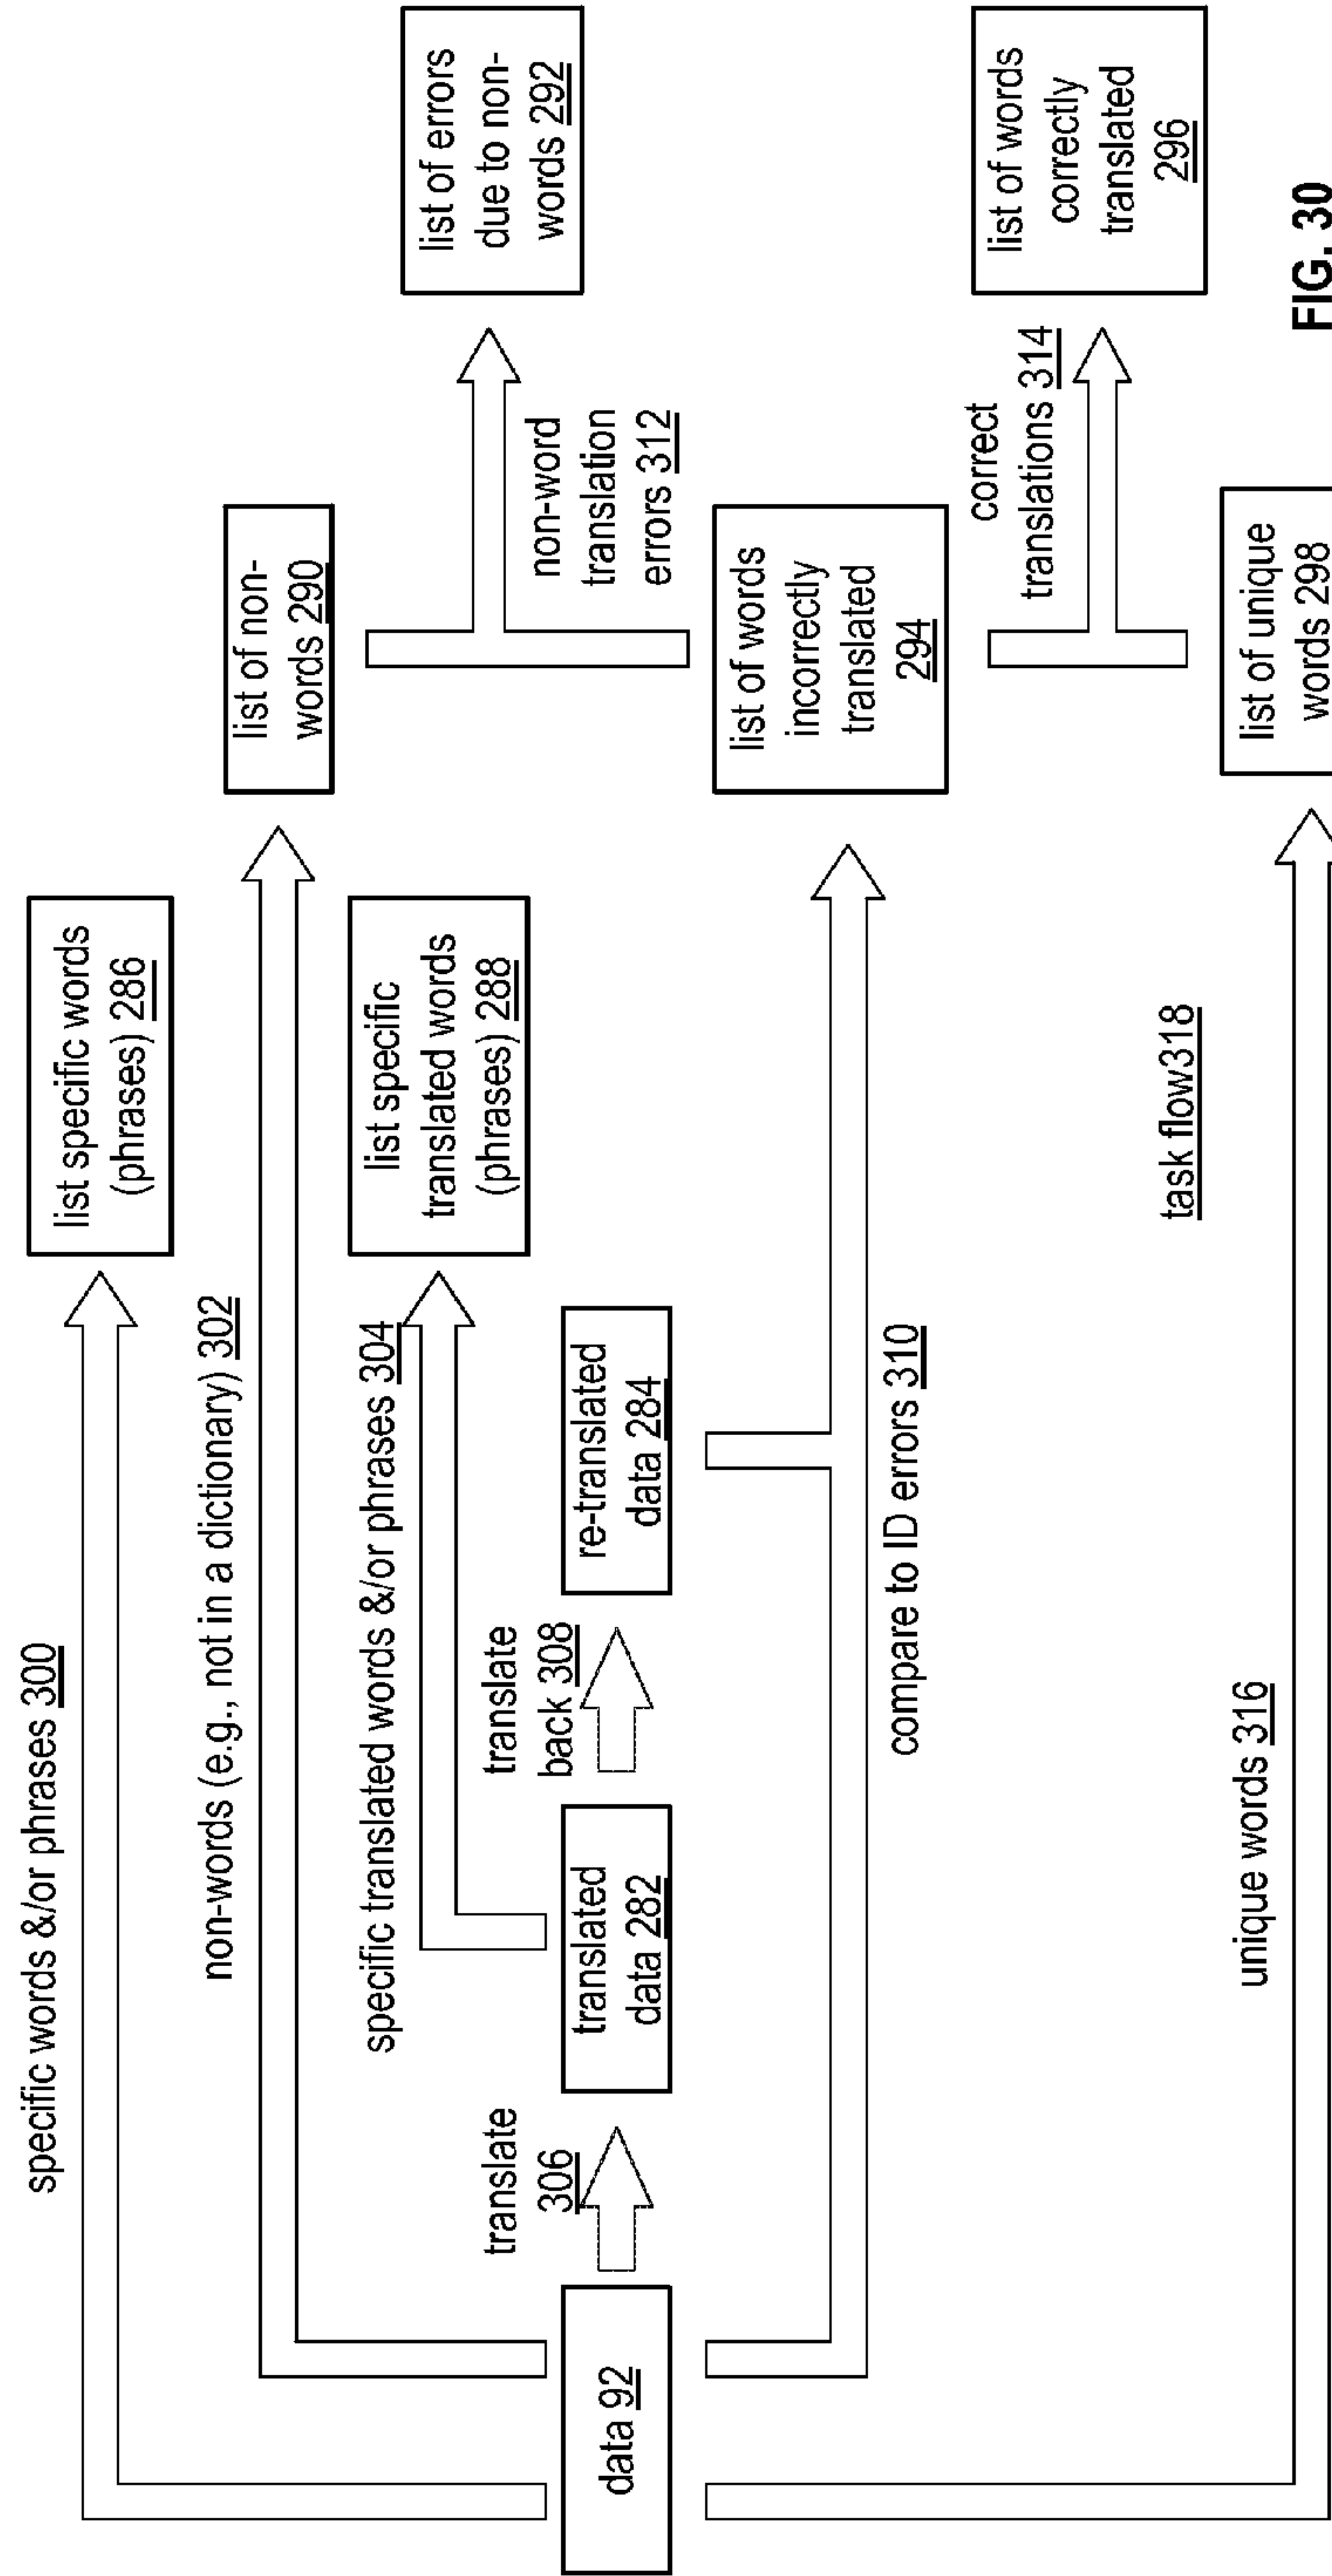 specific words &/or phrases 300
list specific words
(phrases) 286
non-words (e.g., not in a dictionary) 302
list of non-
words 290
list of errors
due to non-
words 292
specific translated words &/or phrases 304
list specific
translated words
(phrases) 288
non-word
translation
errors 312
translate
306
translate
back 308
data 92
translated
data 282
re-translated
data 284
list of words
incorrectly
translated
294
compare to ID errors 310
correct
translations 314
list of words
correctly
translated
296
task flow318
unique words 316
list of unique
words 298
FIG. 30